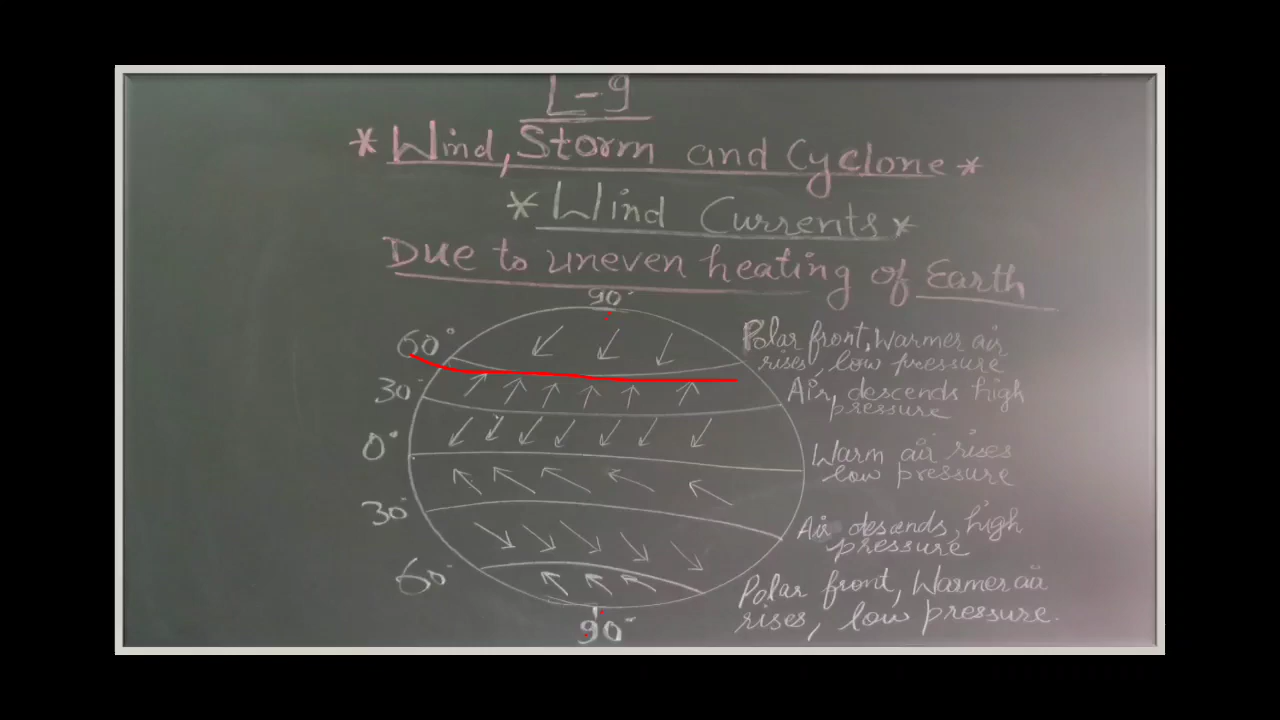 L-9
* Wind, Storm and Cyclone *
* Wind Currents *
Due to uneven heating of Earth
90°
60°
30°
0°
30°
60°
90°
Polar front, Warmer air
rises, low pressure
Air, descends high
pressure
Warm air rises
low pressure
Air descends, high
pressure
Polar front, Warmer air
rises, low pressure.